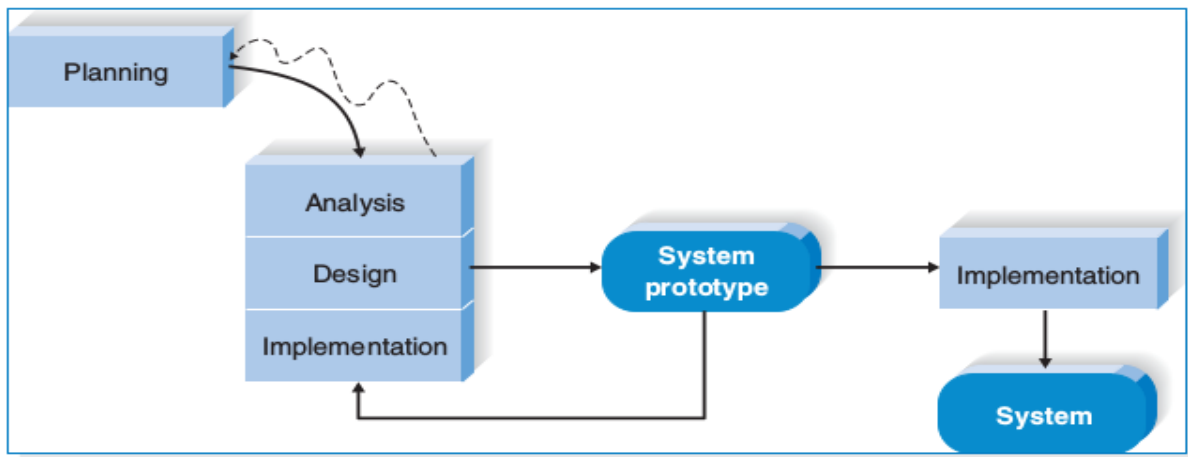 Planning
Analysis
Design
Implementation
System
prototype
Implementation
System